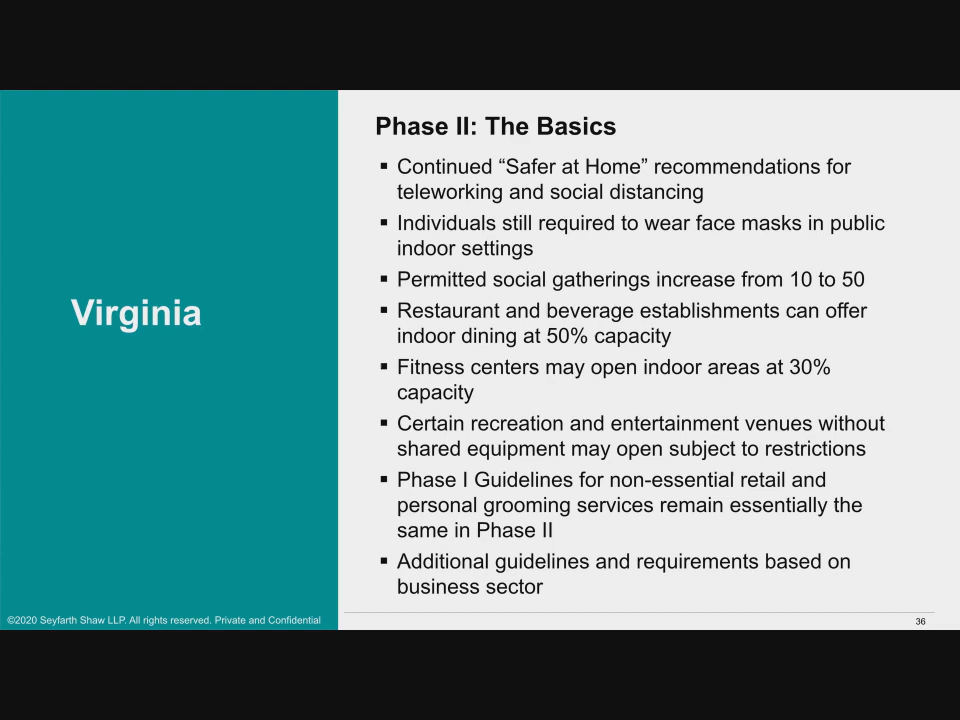 Virginia
Phase II: The Basics
▪ Continued “Safer at Home” recommendations for
teleworking and social distancing
▪ Individuals still required to wear face masks in public
indoor settings
▪ Permitted social gatherings increase from 10 to 50
▪ Restaurant and beverage establishments can offer
indoor dining at 50% capacity
▪ Fitness centers may open indoor areas at 30%
capacity
▪ Certain recreation and entertainment venues without
shared equipment may open subject to restrictions
▪ Phase I Guidelines for non-essential retail and
personal grooming services remain essentially the
same in Phase II
▪ Additional guidelines and requirements based on
business sector
©2020 Seyfarth Shaw LLP. All rights reserved. Private and Confidential
36